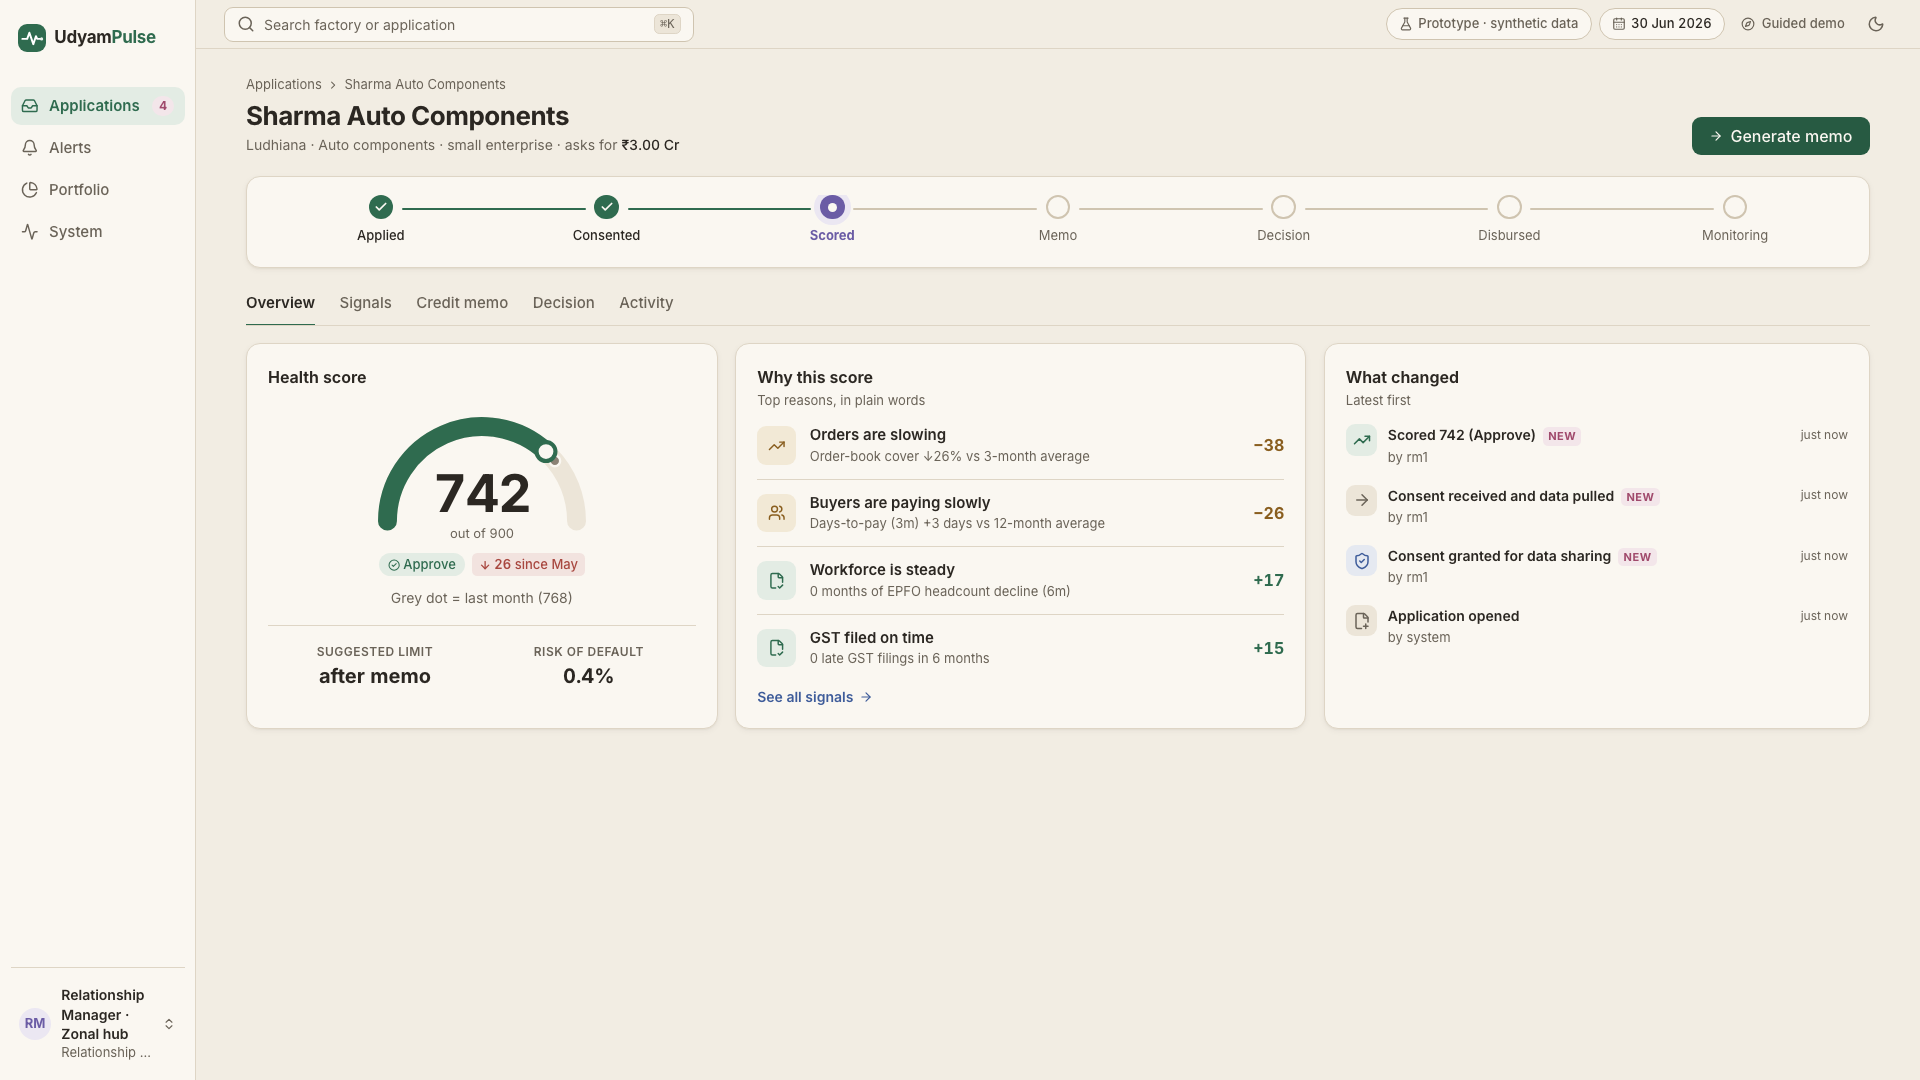 UdyamPulse
Search factory or application
⌘K
Prototype · synthetic data
30 Jun 2026
Guided demo
Applications 4
Alerts
Portfolio
System
Applications › Sharma Auto Components
Sharma Auto Components
Ludhiana · Auto components · small enterprise · asks for ₹3.00 Cr
→ Generate memo
Applied
Consented
Scored
Memo
Decision
Disbursed
Monitoring
Overview
Signals
Credit memo
Decision
Activity
Health score
742
out of 900
Approve
↓ 26 since May
Grey dot = last month (768)
SUGGESTED LIMIT
after memo
RISK OF DEFAULT
0.4%
Why this score
Top reasons, in plain words
Orders are slowing
Order-book cover ↓26% vs 3-month average
−38
Buyers are paying slowly
Days-to-pay (3m) +3 days vs 12-month average
−26
Workforce is steady
0 months of EPFO headcount decline (6m)
+17
GST filed on time
0 late GST filings in 6 months
+15
See all signals →
What changed
Latest first
Scored 742 (Approve) NEW
just now
by rm1
Consent received and data pulled NEW
just now
by rm1
Consent granted for data sharing NEW
just now
by rm1
Application opened
just now
by system
RM
Relationship
Manager ·
Zonal hub
Relationship ...